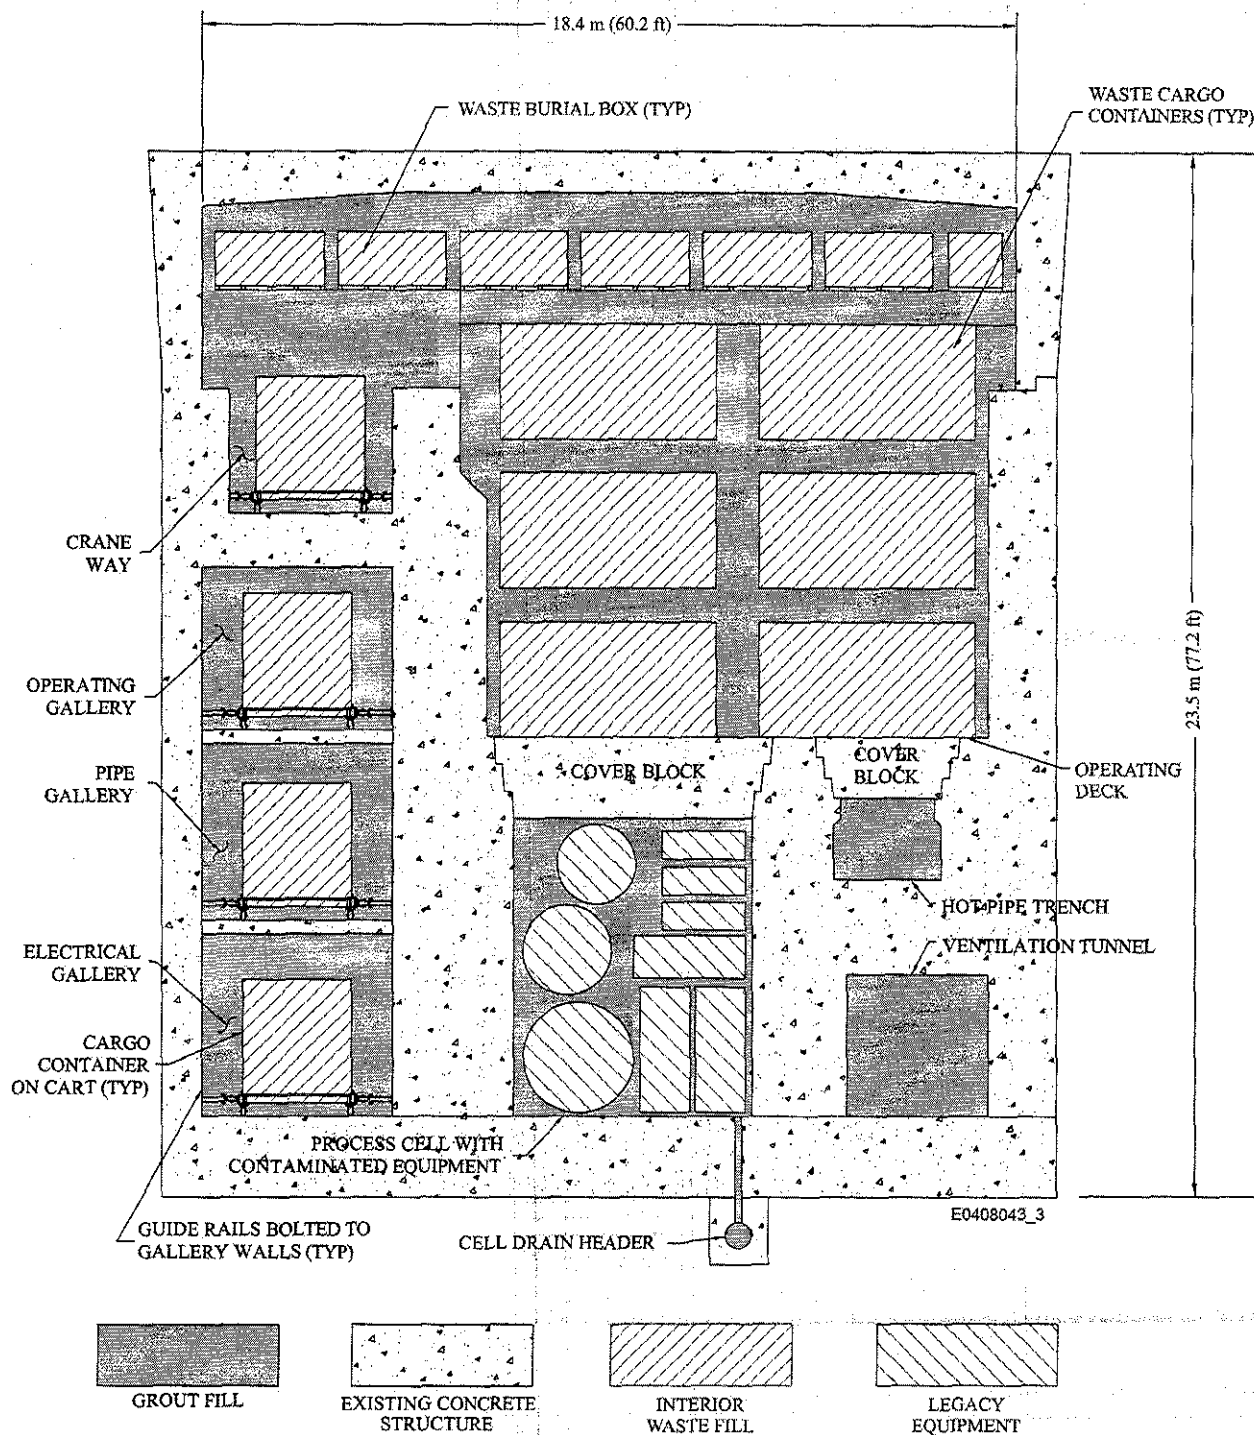 18.4 m (60.2 ft)
WASTE BURIAL BOX (TYP)
WASTE CARGO
CONTAINERS (TYP)
CRANE
WAY
OPERATING
GALLERY
23.5 m (77.2 ft)
PIPE
GALLERY
COVER BLOCK
COVER
BLOCK
OPERATING
DECK
HOT PIPE TRENCH
VENTILATION TUNNEL
ELECTRICAL
GALLERY
CARGO
CONTAINER
ON CART (TYP)
PROCESS CELL WITH
CONTAMINATED EQUIPMENT
GUIDE RAILS BOLTED TO
GALLERY WALLS (TYP)
CELL DRAIN HEADER
E0408043_3
GROUT FILL
EXISTING CONCRETE
STRUCTURE
INTERIOR
WASTE FILL
LEGACY
EQUIPMENT